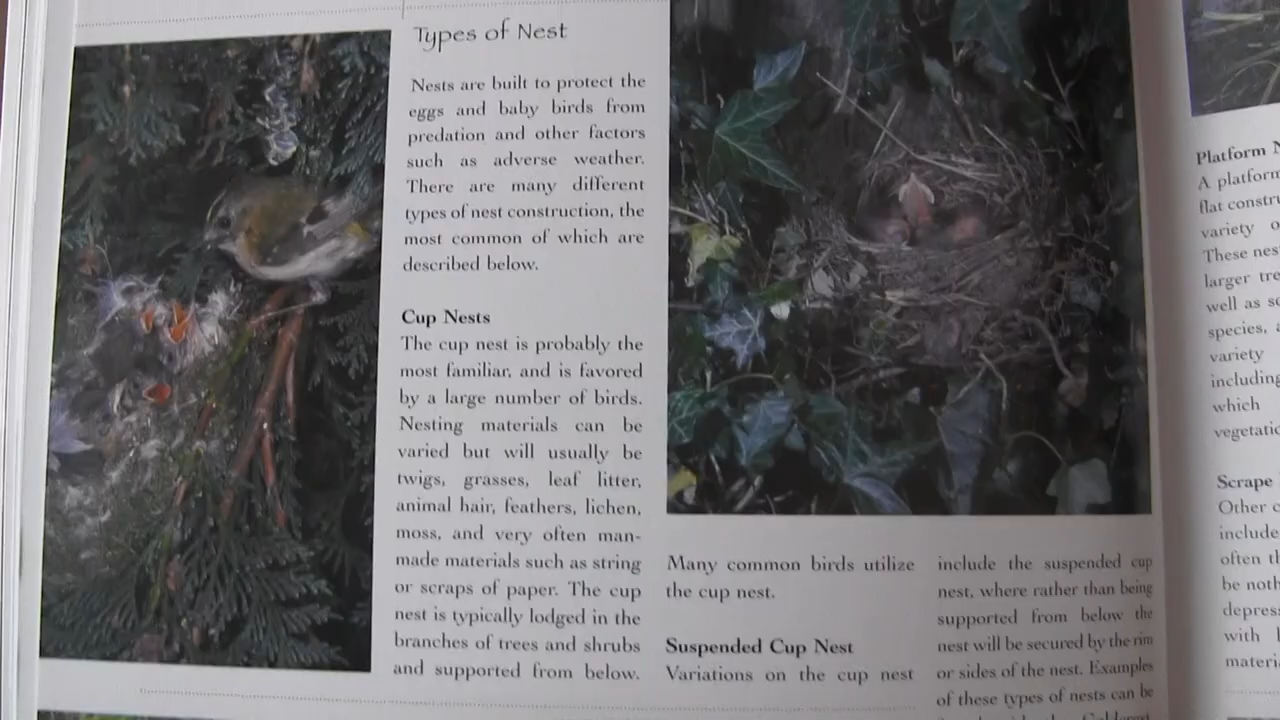 Types of Nest
Nests are built to protect the
eggs and baby birds from
predation and other factors
such as adverse weather.
There are many different
types of nest construction, the
most common of which are
described below.
Cup Nests
The cup nest is probably the
most familiar, and is favored
by a large number of birds.
Nesting materials can be
varied but will usually be
twigs, grasses, leaf litter,
animal hair, feathers, lichen,
moss, and very often man-
made materials such as string
or scraps of paper. The cup
nest is typically lodged in the
branches of trees and shrubs
and supported from below.
Many common birds utilize
the cup nest.
Suspended Cup Nest
Variations on the cup nest
include the suspended cup
nest, where rather than being
supported from below the
nest will be secured by the rim
or sides of the nest. Examples
of these types of nests can be
Platform
A platform
flat constr
variety
These nes
larger tre
well as so
species,
variety
including
which
vegetatio
Scrape
Other
include
often th
be noth
depress
with
materi